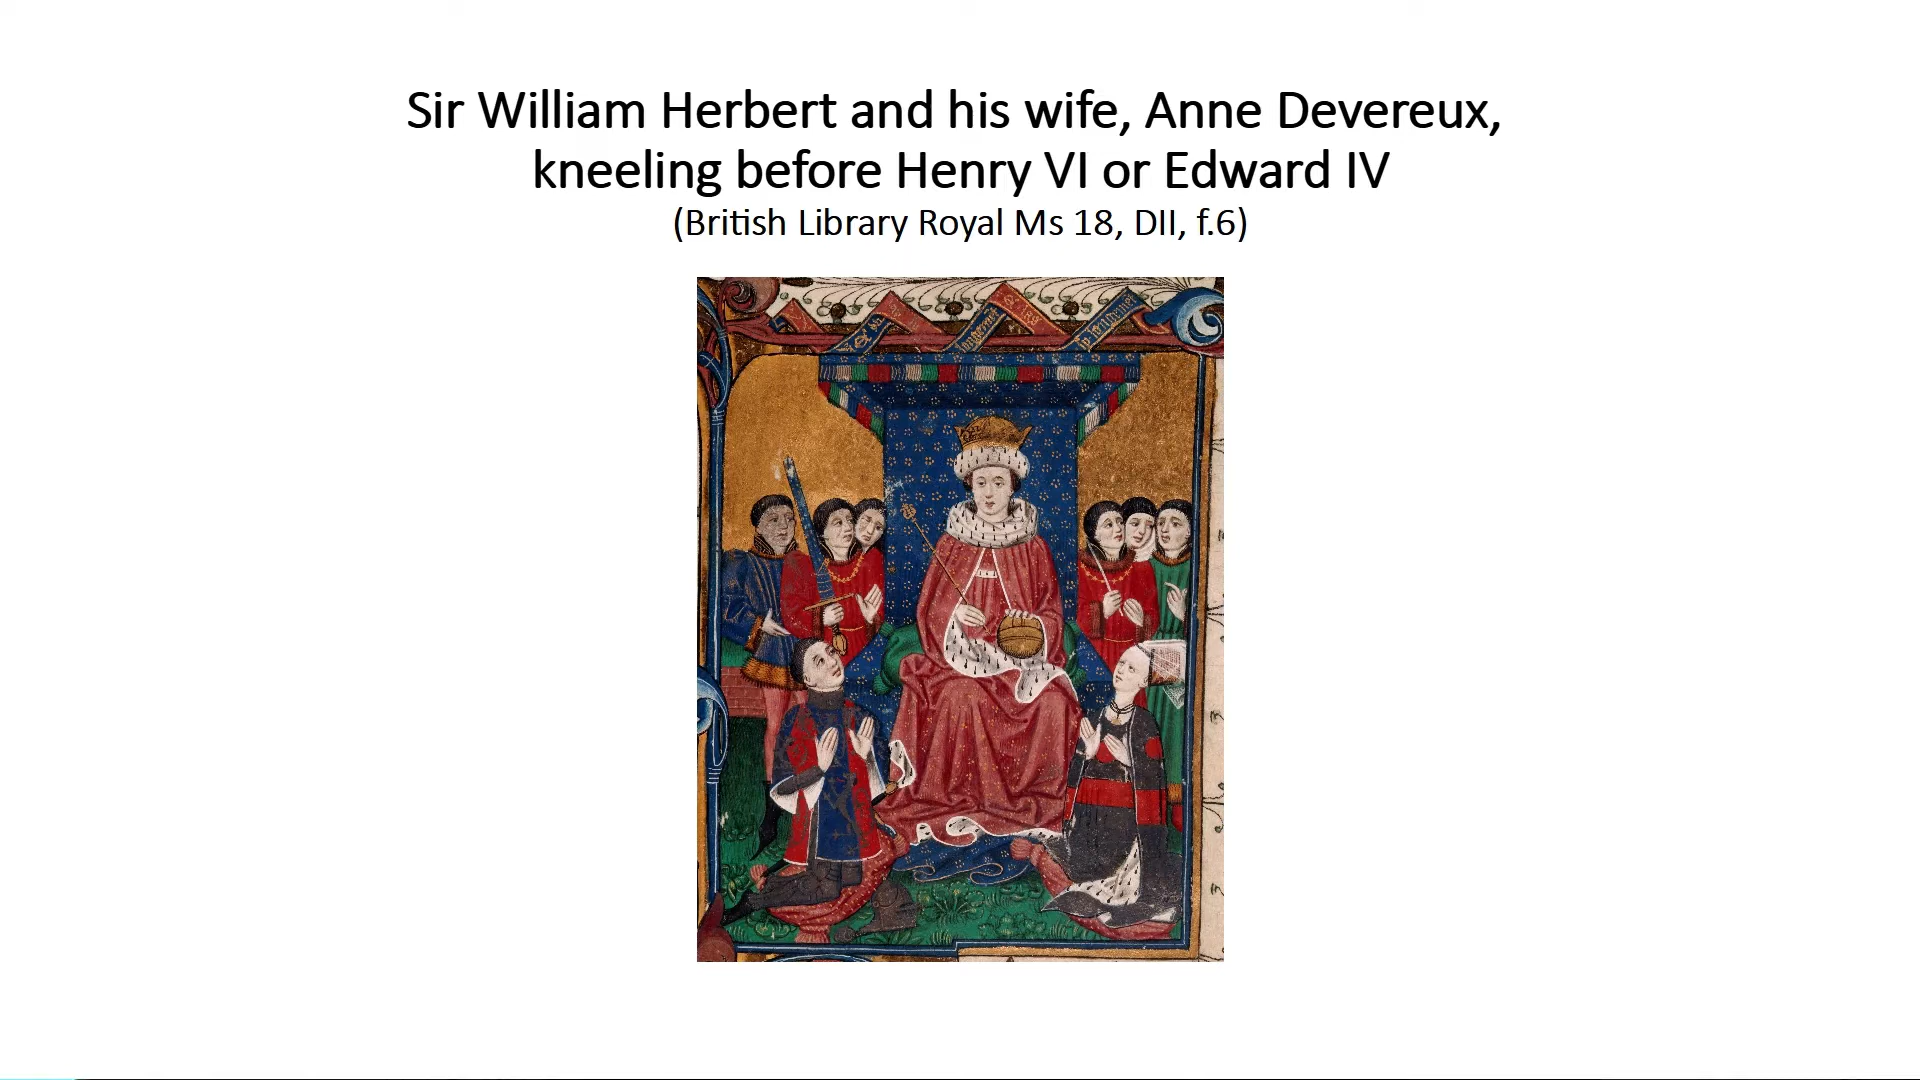 Sir William Herbert and his wife, Anne Devereux,
kneeling before Henry VI or Edward IV
(British Library Royal Ms 18, DII, f.6)